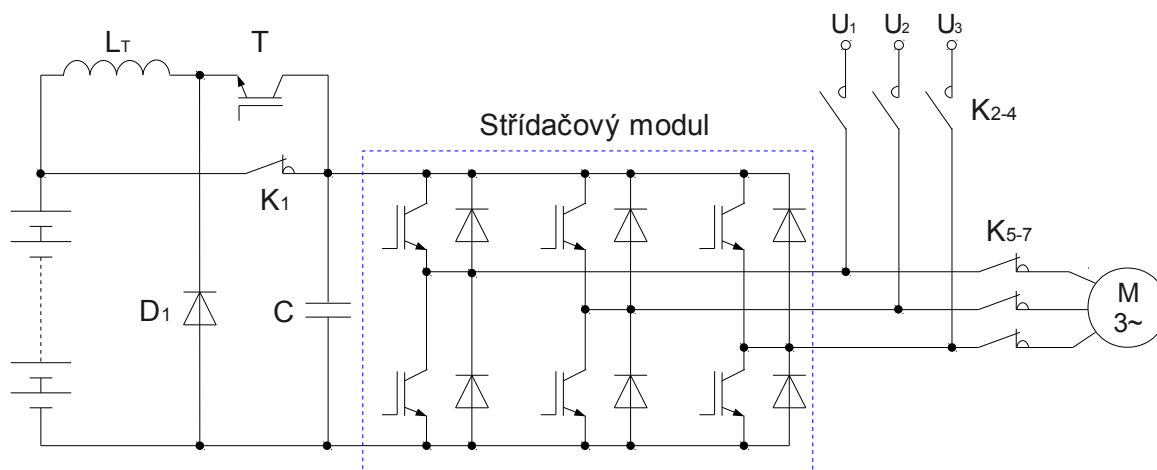 U1
U2
U3
LT
T
K2-4
Střídačový modul
K1
K5-7
D1
C
M
3~